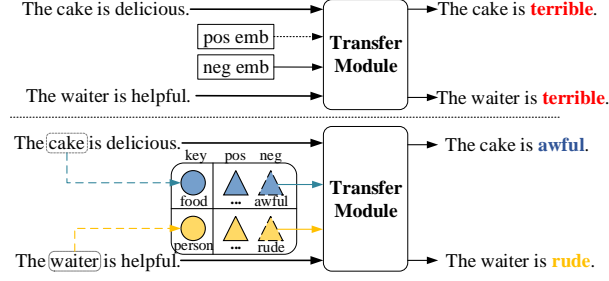 The cake is delicious.
The cake is terrible.
pos emb
neg emb
Transfer
Module
The waiter is helpful.
The waiter is terrible.
The cake is delicious.
The cake is awful.
key pos neg
food ... awful
Transfer
Module
person ... rude
The waiter is helpful.
The waiter is rude.